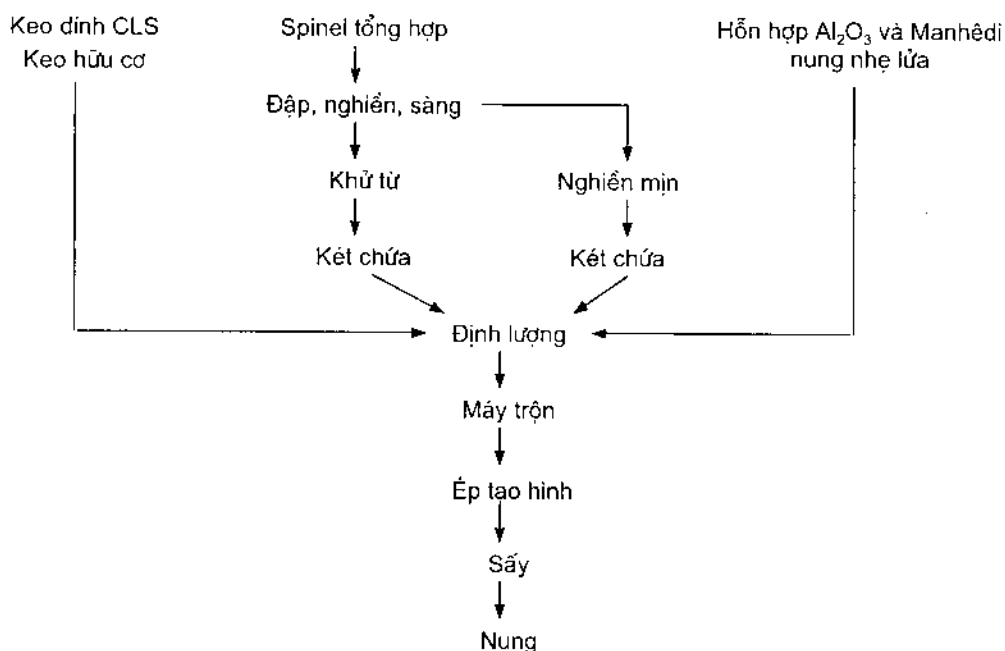 Keo dính CLS
Keo hữu cơ
Spinel tổng hợp
Hỗn hợp Al₂O₃ và Manhêdi
nung nhẹ lửa
Đập, nghiền, sàng
Khử từ
Nghiền mịn
Két chứa
Két chứa
Định lượng
Máy trộn
Ép tạo hình
Sấy
Nung